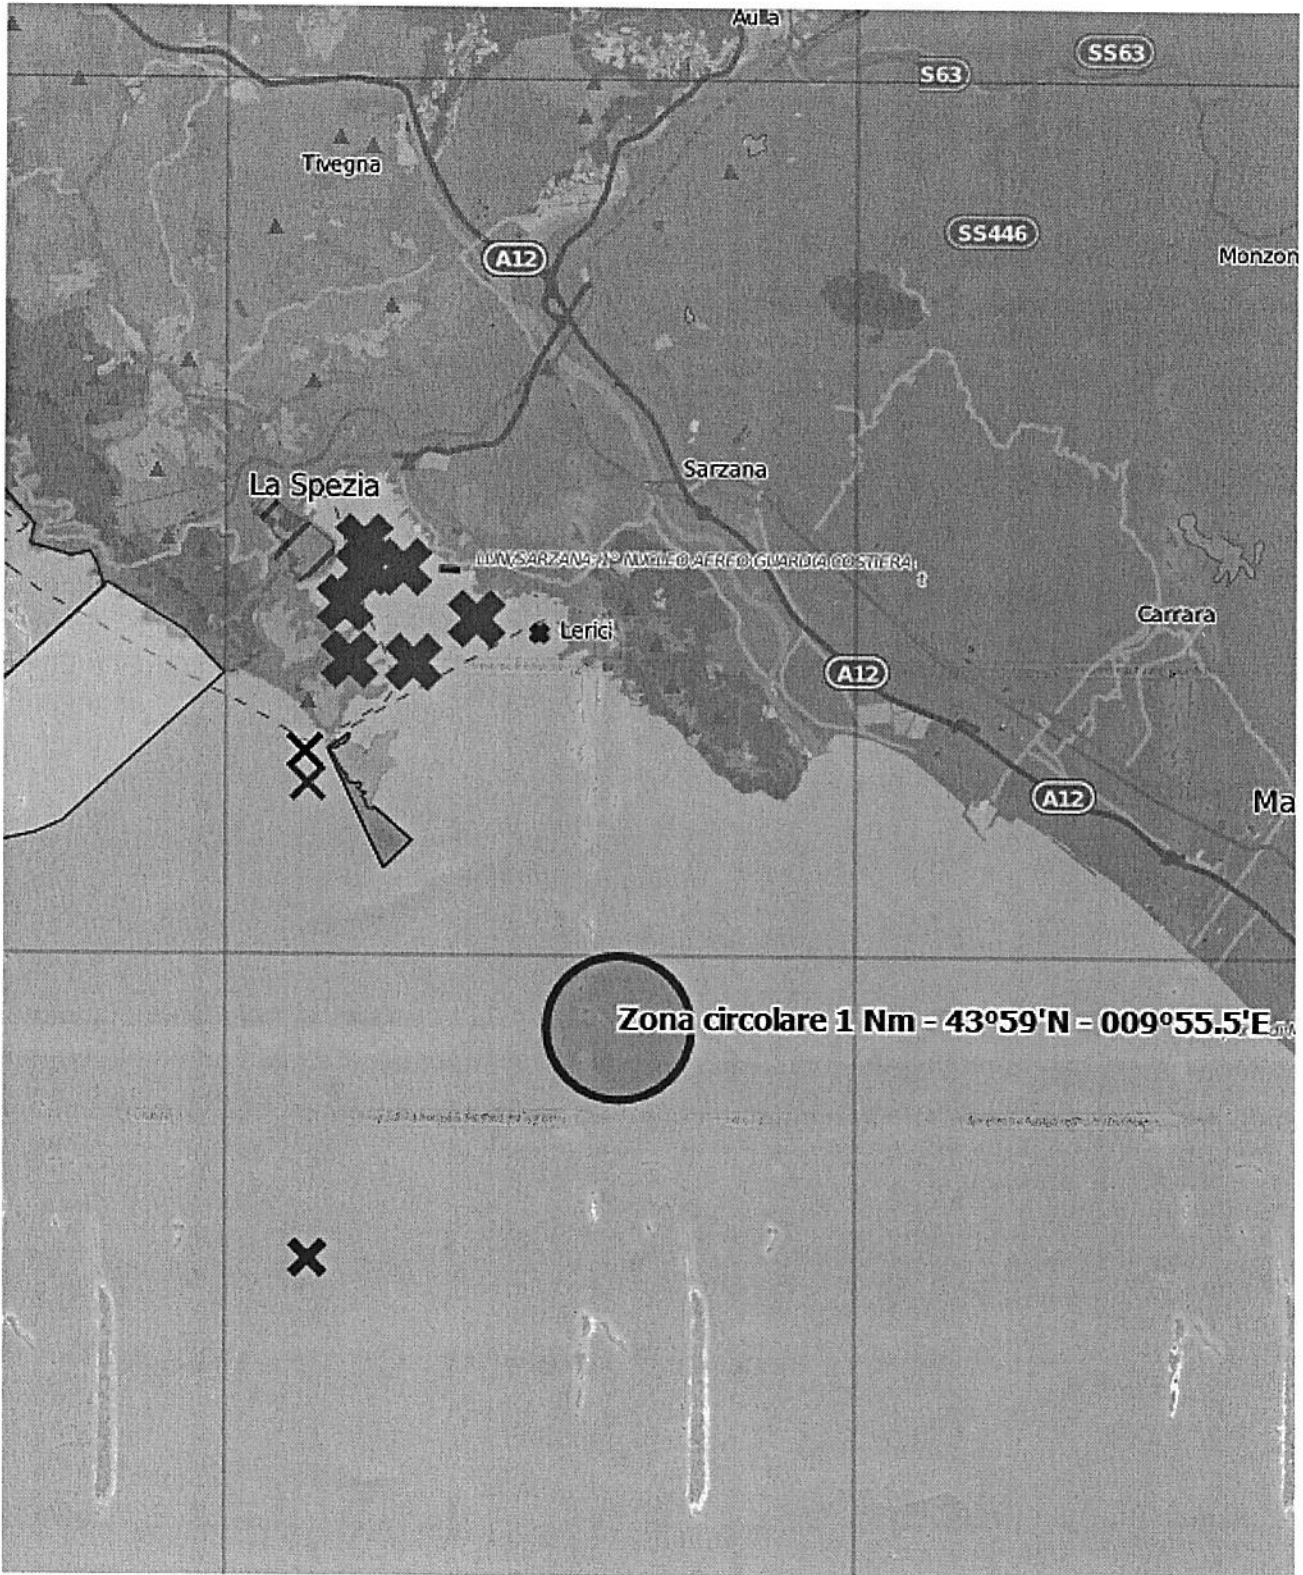 Aulla
SS63
S63
Tivegna
SS446
A12
Monzon
Sarzana
La Spezia
LUNI/SARZANA: 1° NUCLEO AEREO GUARDIA COSTIERA
Carrara
Lerici
A12
A12
Ma
Zona circolare 1 Nm - 43°59'N - 009°55.5'E